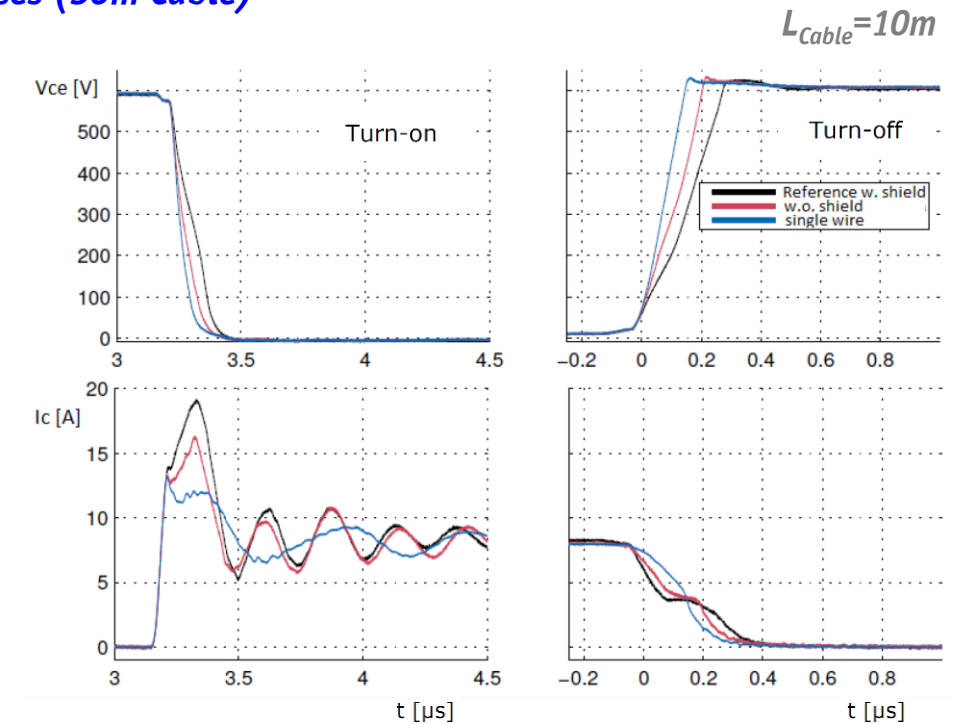 (50m Cable)
L_Cable=10m
Vce [V]
500
400
300
200
100
0
3
3.5
4
4.5
Turn-on
Turn-off
Reference w. shield
w.o. shield
single wire
−0.2
0
0.2
0.4
0.6
0.8
Ic [A]
20
15
10
5
0
3
3.5
4
4.5
t [µs]
−0.2
0
0.2
0.4
0.6
0.8
t [µs]